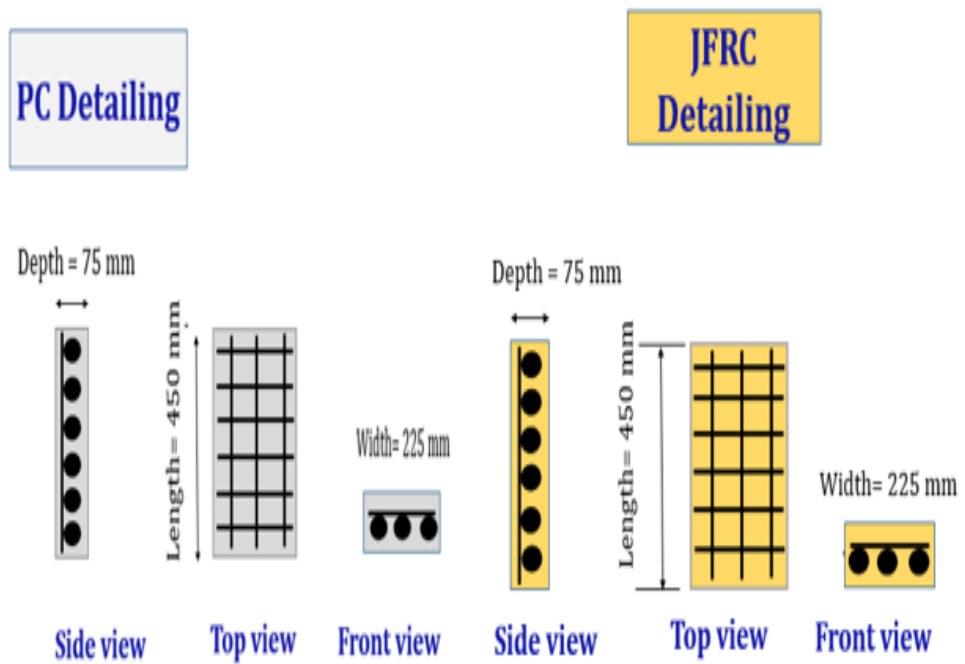 PC Detailing
JFRC
Detailing
Depth = 75 mm
Length= 450 mm
Width= 225 mm
Side view
Top view
Front view
Depth = 75 mm
Length= 450 mm
Width= 225 mm
Side view
Top view
Front view